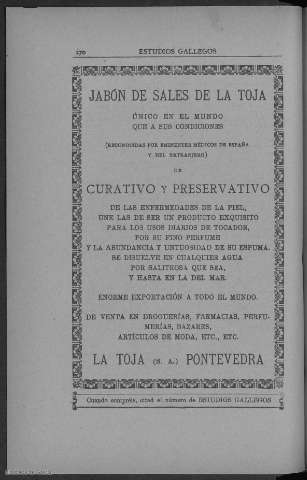 270 ESTUDIOS GALLEGOS
JABÓN DE SALES DE LA TOJA
ÚNICO EN EL MUNDO
QUE A SUS CONDICIONES
(RECONOCIDAS POR EMINENTES MÉDICOS DE ESPAÑA
Y DEL EXTRANJERO)
DE
CURATIVO Y PRESERVATIVO
DE LAS ENFERMEDADES DE LA PIEL,
UNE LAS DE SER UN PRODUCTO EXQUISITO
PARA LOS USOS DIARIOS DE TOCADOR,
POR SU FINO PERFUME
Y LA ABUNDANCIA Y UNTUOSIDAD DE SU ESPUMA.
SE DISUELVE EN CUALQUIER AGUA
POR SALITROSA QUE SEA,
Y HASTA EN LA DEL MAR.
ENORME EXPORTACIÓN A TODO EL MUNDO.
DE VENTA EN DROGUERÍAS, FARMACIAS, PERFU-
MERÍAS, BAZARES,
ARTÍCULOS DE MODA, ETC., ETC.
LA TOJA (S. A.) PONTEVEDRA
Cuando compréis, citad el número de ESTUDIOS GALLEGOS